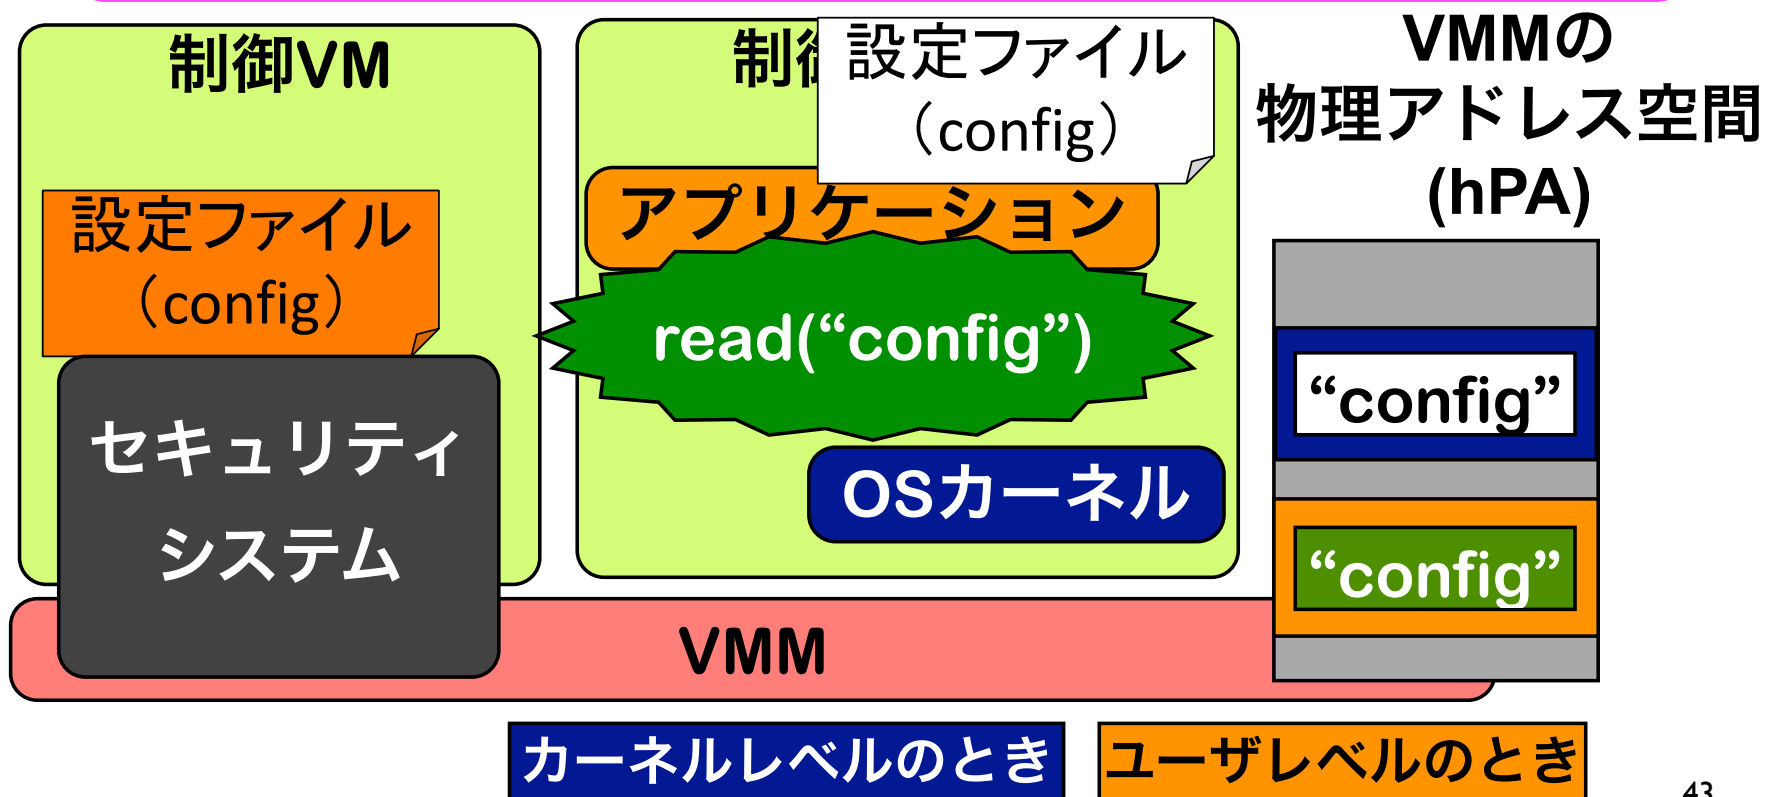 制御VM
設定ファイル
（config）
セキュリティ
システム
制
設定ファイル
（config）
アプリケーション
read(“config”)
OSカーネル
VMM
VMMの
物理アドレス空間
(hPA)
“config”
“config”
カーネルレベルのとき
ユーザレベルのとき
43